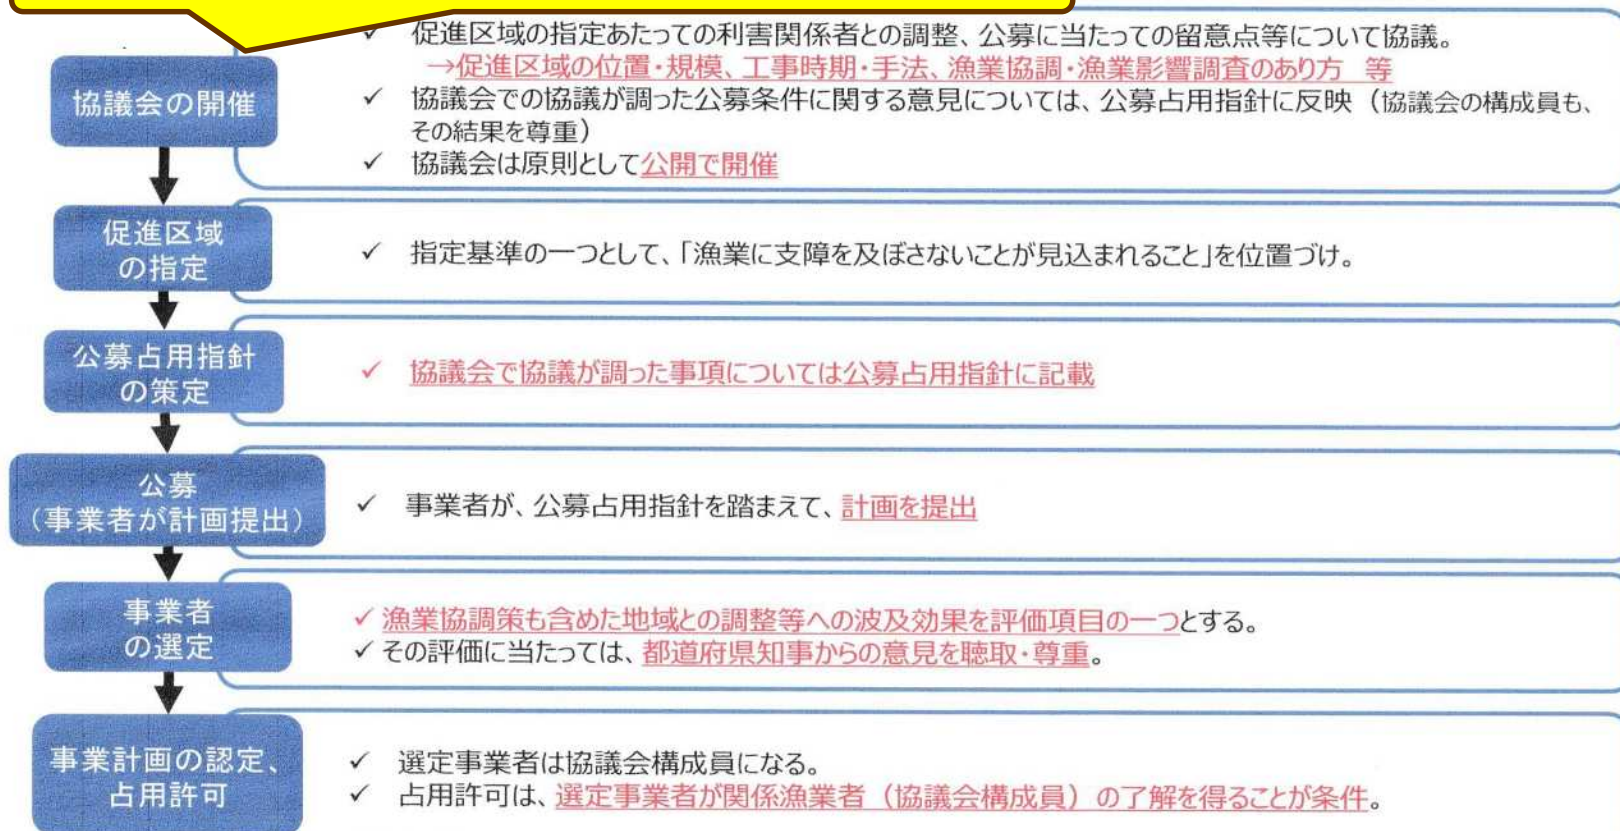 協議会の開催
✓ 促進区域の指定あたっての利害関係者との調整、公募に当たっての留意点等について協議。
→促進区域の位置・規模、工事時期・手法、漁業協調・漁業影響調査のあり方 等
✓ 協議会での協議が調った公募条件に関する意見については、公募占用指針に反映（協議会の構成員も、
その結果を尊重）
✓ 協議会は原則として公開で開催
促進区域
の指定
✓ 指定基準の一つとして、「漁業に支障を及ぼさないことが見込まれること」を位置づけ。
公募占用指針
の策定
✓ 協議会で協議が調った事項については公募占用指針に記載
公募
（事業者が計画提出）
✓ 事業者が、公募占用指針を踏まえて、計画を提出
事業者
の選定
✓ 漁業協調策も含めた地域との調整等への波及効果を評価項目の一つとする。
✓ その評価に当たっては、都道府県知事からの意見を聴取・尊重。
事業計画の認定、
占用許可
✓ 選定事業者は協議会構成員になる。
✓ 占用許可は、選定事業者が関係漁業者（協議会構成員）の了解を得ることが条件。